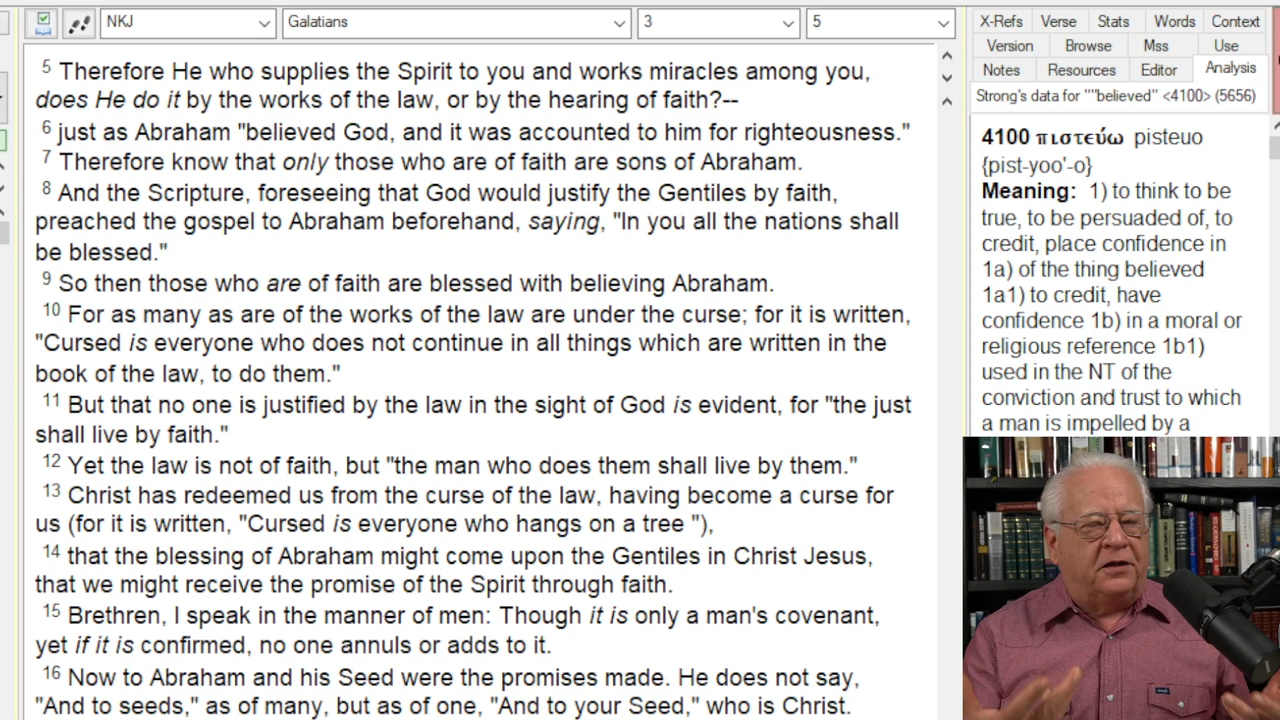 NKJ
Galatians
3
5
5 Therefore He who supplies the Spirit to you and works miracles among you,
does He do it by the works of the law, or by the hearing of faith?--
6 just as Abraham "believed God, and it was accounted to him for righteousness."
7 Therefore know that only those who are of faith are sons of Abraham.
8 And the Scripture, foreseeing that God would justify the Gentiles by faith,
preached the gospel to Abraham beforehand, saying, "In you all the nations shall
be blessed."
9 So then those who are of faith are blessed with believing Abraham.
10 For as many as are of the works of the law are under the curse; for it is written,
"Cursed is everyone who does not continue in all things which are written in the
book of the law, to do them."
11 But that no one is justified by the law in the sight of God is evident, for "the just
shall live by faith."
12 Yet the law is not of faith, but "the man who does them shall live by them."
13 Christ has redeemed us from the curse of the law, having become a curse for
us (for it is written, "Cursed is everyone who hangs on a tree "),
14 that the blessing of Abraham might come upon the Gentiles in Christ Jesus,
that we might receive the promise of the Spirit through faith.
15 Brethren, I speak in the manner of men: Though it is only a man's covenant,
yet if it is confirmed, no one annuls or adds to it.
16 Now to Abraham and his Seed were the promises made. He does not say,
"And to seeds," as of many, but as of one, "And to your Seed," who is Christ.
X-Refs Verse Stats Words Context
Version Browse Mss Use
Notes Resources Editor Analysis
Strong's data for ""believed" <4100> (5656)
4100 πιστεύω pisteuo
{pist-yoo'-o}
Meaning: 1) to think to be
true, to be persuaded of, to
credit, place confidence in
1a) of the thing believed
1a1) to credit, have
confidence 1b) in a moral or
religious reference 1b1)
used in the NT of the
conviction and trust to which
a man is impelled by a